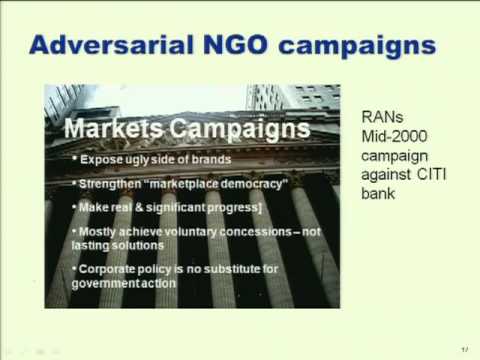 Adversarial NGO campaigns
Markets Campaigns
Expose ugly side of brands
Strengthen “marketplace democracy”
Make real & significant progress]
Mostly achieve voluntary concessions – not
lasting solutions
Corporate policy is no substitute for
government action
RANs
Mid-2000
campaign
against CITI
bank